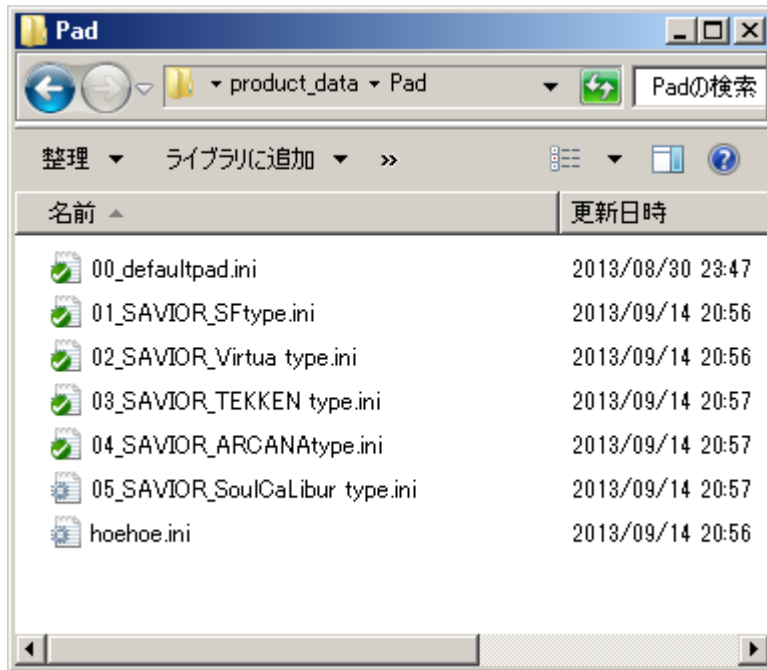 Pad
product_data Pad Padの検索
整理 ライブラリに追加 »
名前 更新日時
00_defaultpad.ini 2013/08/30 23:47
01_SAVIOR_SFtype.ini 2013/09/14 20:56
02_SAVIOR_Virtua type.ini 2013/09/14 20:56
03_SAVIOR_TEKKEN type.ini 2013/09/14 20:57
04_SAVIOR_ARCANAtype.ini 2013/09/14 20:57
05_SAVIOR_SoulCaLibur type.ini 2013/09/14 20:57
hoehoe.ini 2013/09/14 20:56